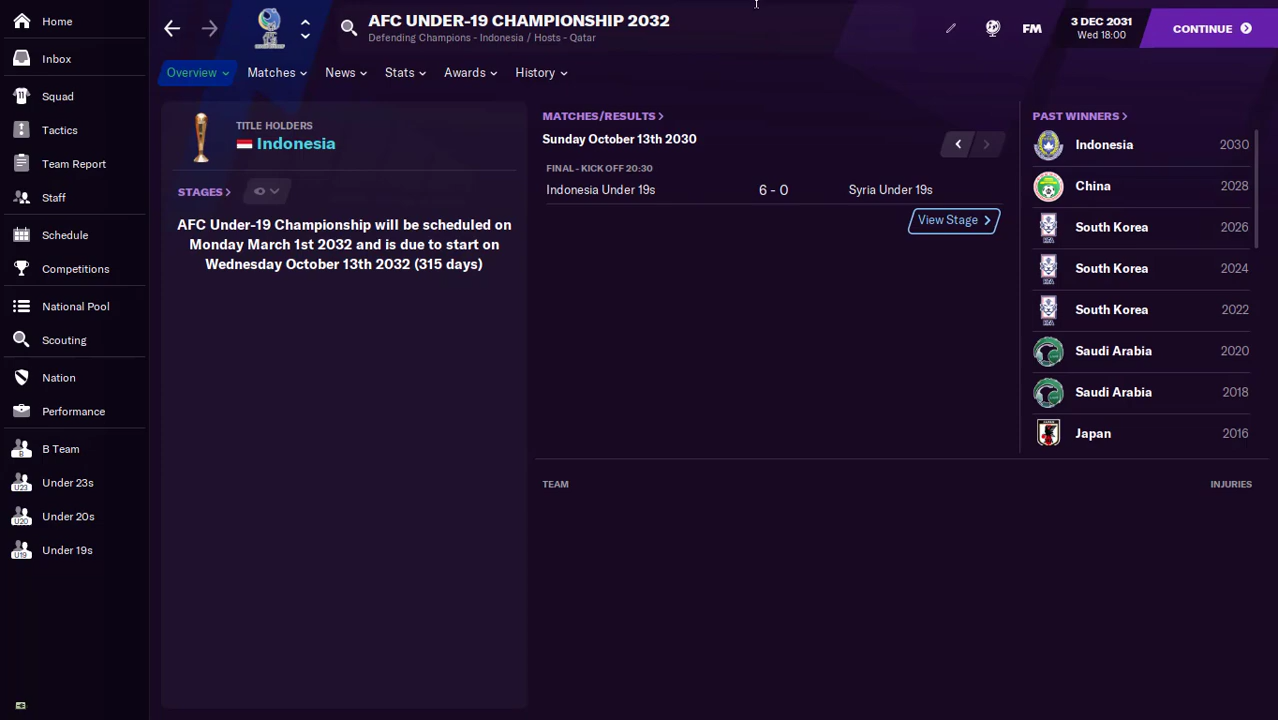 Home
Inbox
Squad
Tactics
Team Report
Staff
Schedule
Competitions
National Pool
Scouting
Nation
Performance
B Team
Under 23s
Under 20s
Under 19s
AFC UNDER-19 CHAMPIONSHIP 2032
Defending Champions - Indonesia / Hosts - Qatar
FM
3 DEC 2031
Wed 18:00
CONTINUE
Overview
Matches
News
Stats
Awards
History
TITLE HOLDERS
Indonesia
STAGES
AFC Under-19 Championship will be scheduled on
Monday March 1st 2032 and is due to start on
Wednesday October 13th 2032 (315 days)
MATCHES/RESULTS
Sunday October 13th 2030
FINAL - KICK OFF 20:30
Indonesia Under 19s 6 - 0 Syria Under 19s
View Stage
TEAM INJURIES
PAST WINNERS
Indonesia 2030
China 2028
South Korea 2026
South Korea 2024
South Korea 2022
Saudi Arabia 2020
Saudi Arabia 2018
Japan 2016